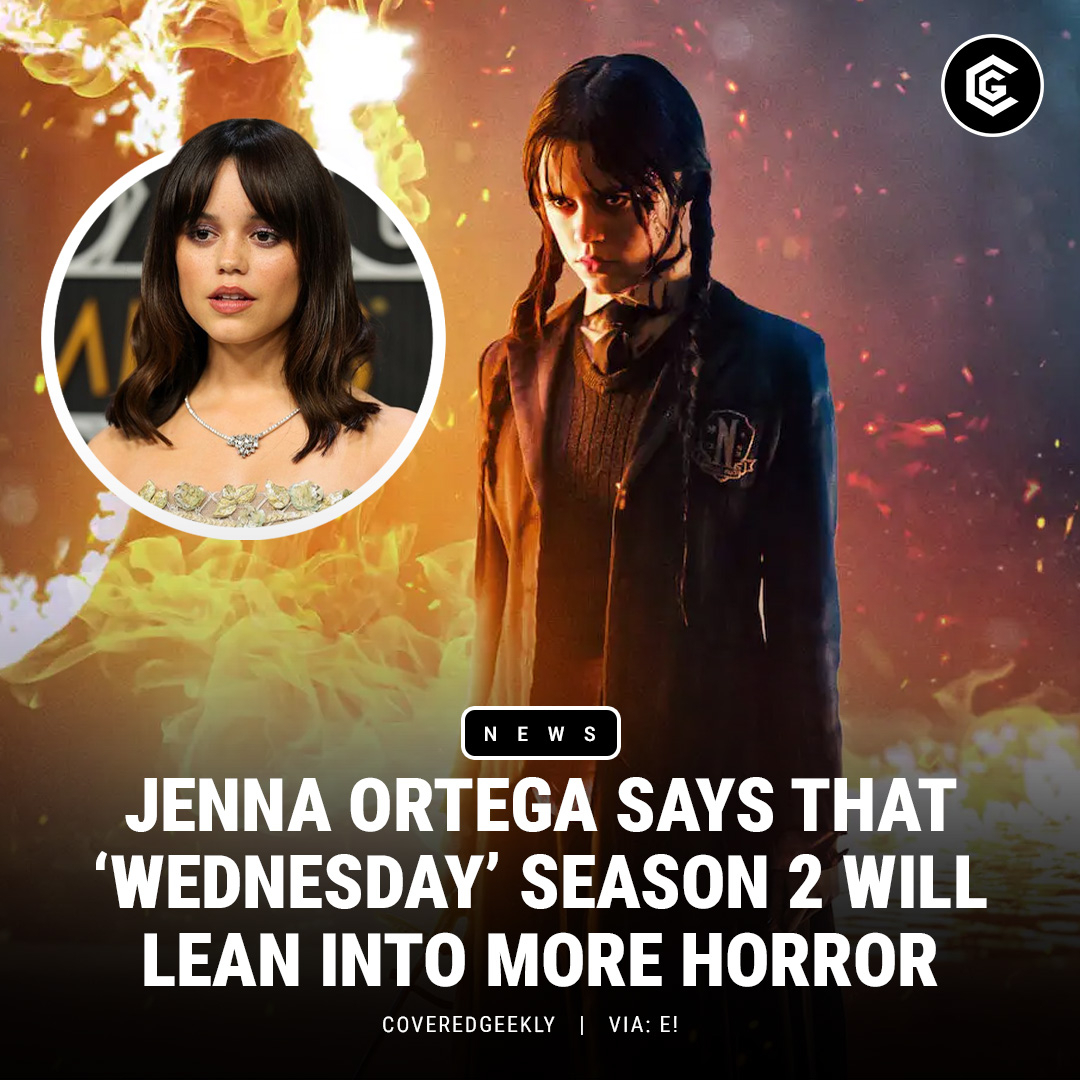 NEWS
JENNA ORTEGA SAYS THAT
‘WEDNESDAY’ SEASON 2 WILL
LEAN INTO MORE HORROR
COVEREDGEEKLY | VIA: E!
N